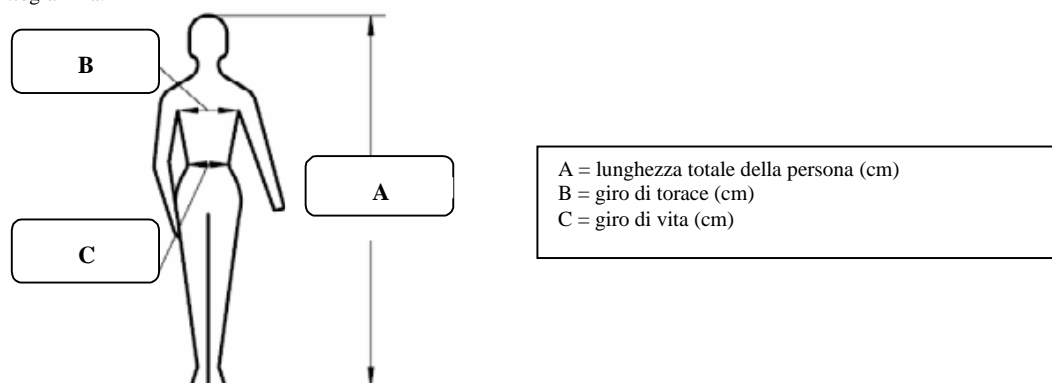 B
A
C
A = lunghezza totale della persona (cm)
B = giro di torace (cm)
C = giro di vita (cm)